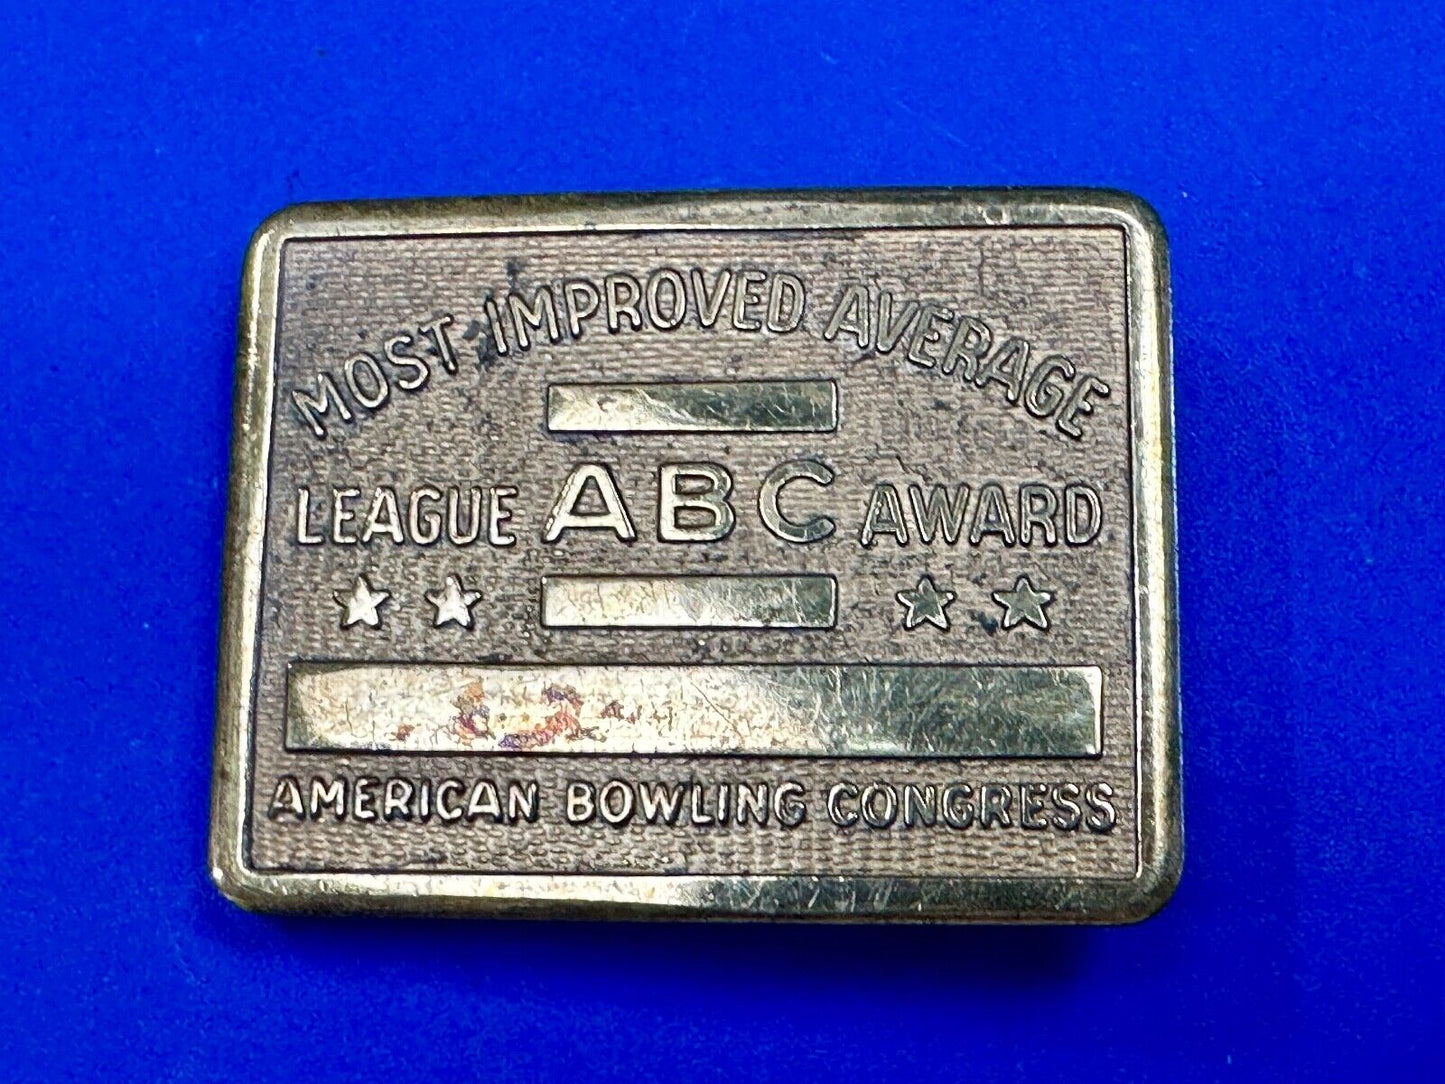 MOST IMPROVED AVERAGE
LEAGUE ABC AWARD
AMERICAN BOWLING CONGRESS